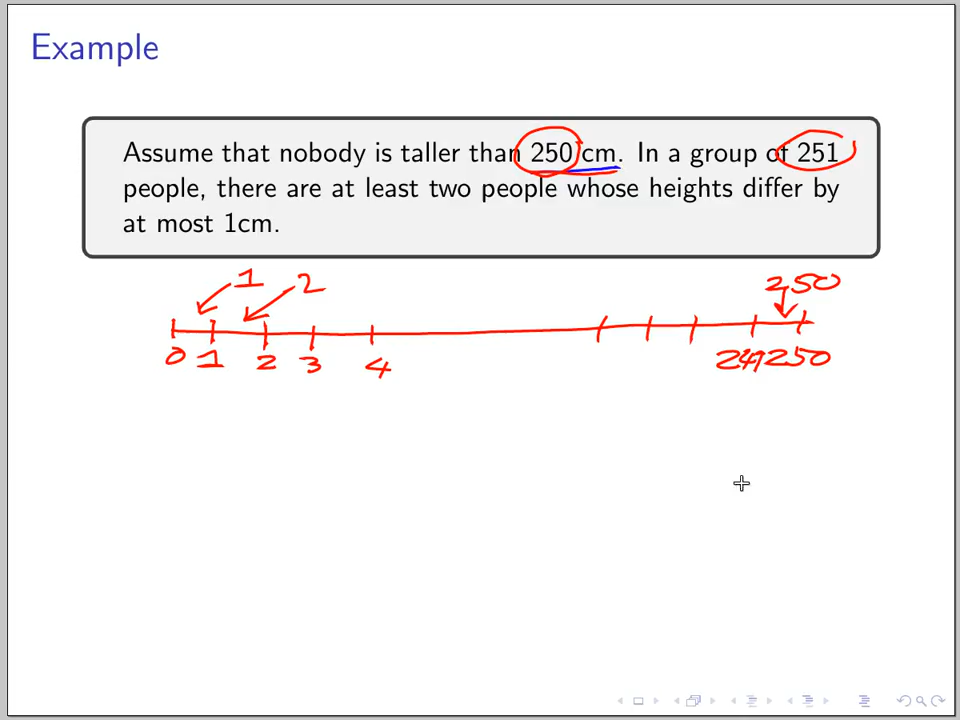 Example
Assume that nobody is taller than 250 cm. In a group of 251
people, there are at least two people whose heights differ by
at most 1cm.
1 2 250
0 1 2 3 4 249 250